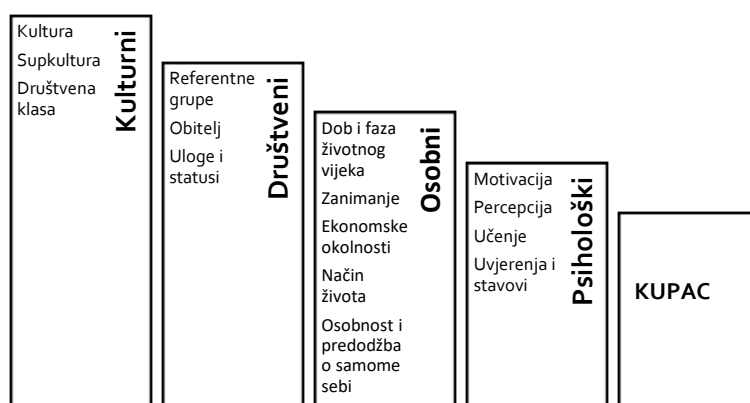 Kultura
Supkultura
Društvena
klasa
Kulturni
Referentne
grupe
Obitelj
Uloge i
statusi
Društveni
Dob i faza
životnog
vijeka
Zanimanje
Ekonomske
okolnosti
Način
života
Osobnost i
predodžba
o samome
sebi
Osobni
Motivacija
Percepcija
Učenje
Uvjerenja i
stavovi
Psihološki
KUPAC